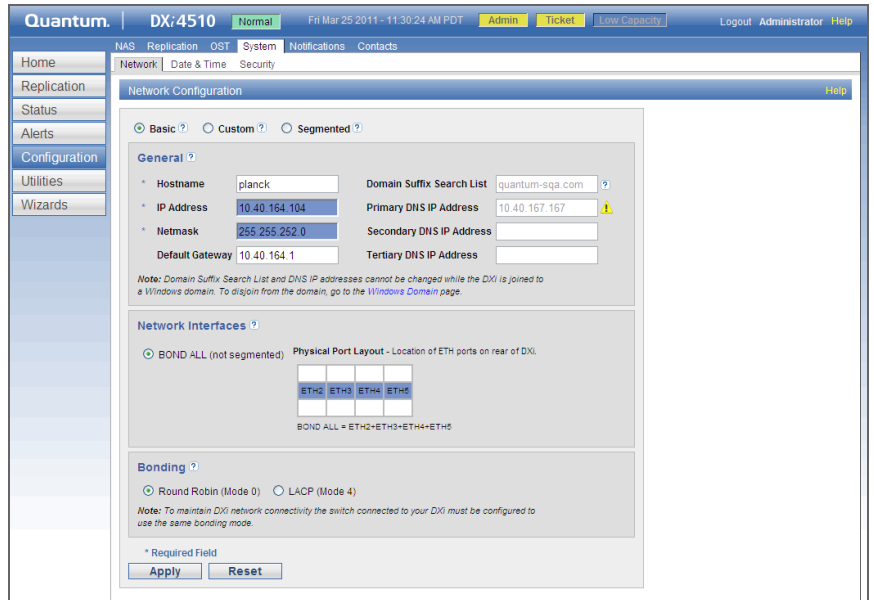 Quantum. DXi4510 Normal Fri Mar 25 2011 - 11:30:24 AM PDT Admin Ticket Low Capacity Logout Administrator Help
NAS Replication OST System Notifications Contacts
Network Date & Time Security
Home
Replication
Status
Alerts
Configuration
Utilities
Wizards
Network Configuration Help
Basic ? Custom ? Segmented ?
General ?
* Hostname planck Domain Suffix Search List quantum-sqa.com ?
* IP Address 10.40.164.104 Primary DNS IP Address 10.40.167.167
* Netmask 255.255.252.0 Secondary DNS IP Address
Default Gateway 10.40.164.1 Tertiary DNS IP Address
Note: Domain Suffix Search List and DNS IP addresses cannot be changed while the DXi is joined to
a Windows domain. To disjoin from the domain, go to the Windows Domain page.
Network Interfaces ?
BOND ALL (not segmented) Physical Port Layout - Location of ETH ports on rear of DXi.
ETH2 ETH3 ETH4 ETH5
BOND ALL = ETH2+ETH3+ETH4+ETH5
Bonding ?
Round Robin (Mode 0) LACP (Mode 4)
Note: To maintain DXi network connectivity the switch connected to your DXi must be configured to
use the same bonding mode.
* Required Field
Apply Reset